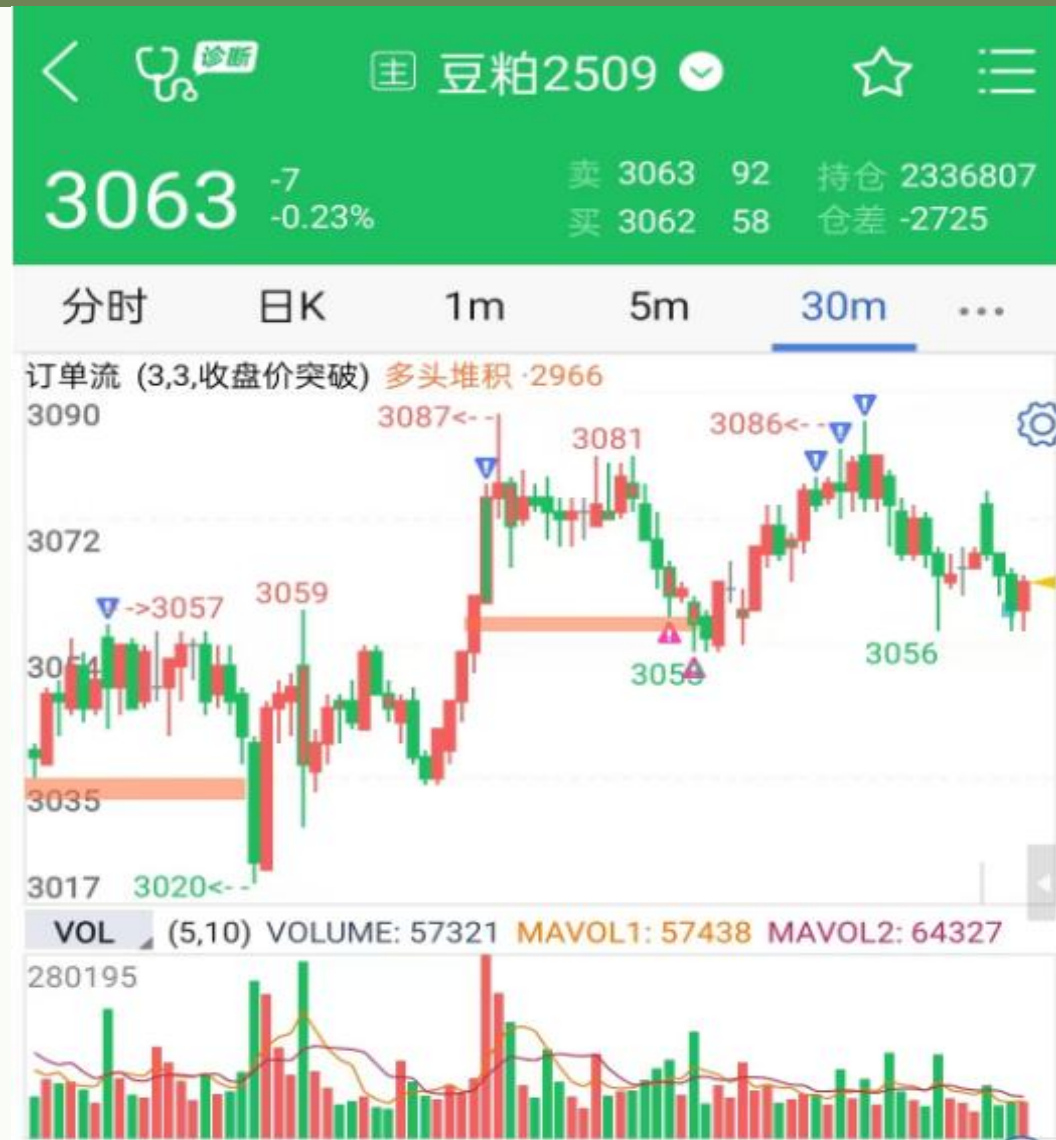 诊断 主 豆粕2509
3063 -7 -0.23%
卖 3063 92 持仓 2336807
买 3062 58 仓差 -2725
分时 日K 1m 5m 30m ...
订单流 (3,3,收盘价突破) 多头堆积 ·2966
3090 3087<-- 3081 3086<--
3072
->3057 3059
3056
3035
3017 3020<--
VOL (5,10) VOLUME: 57321 MAVOL1: 57438 MAVOL2: 64327
280195